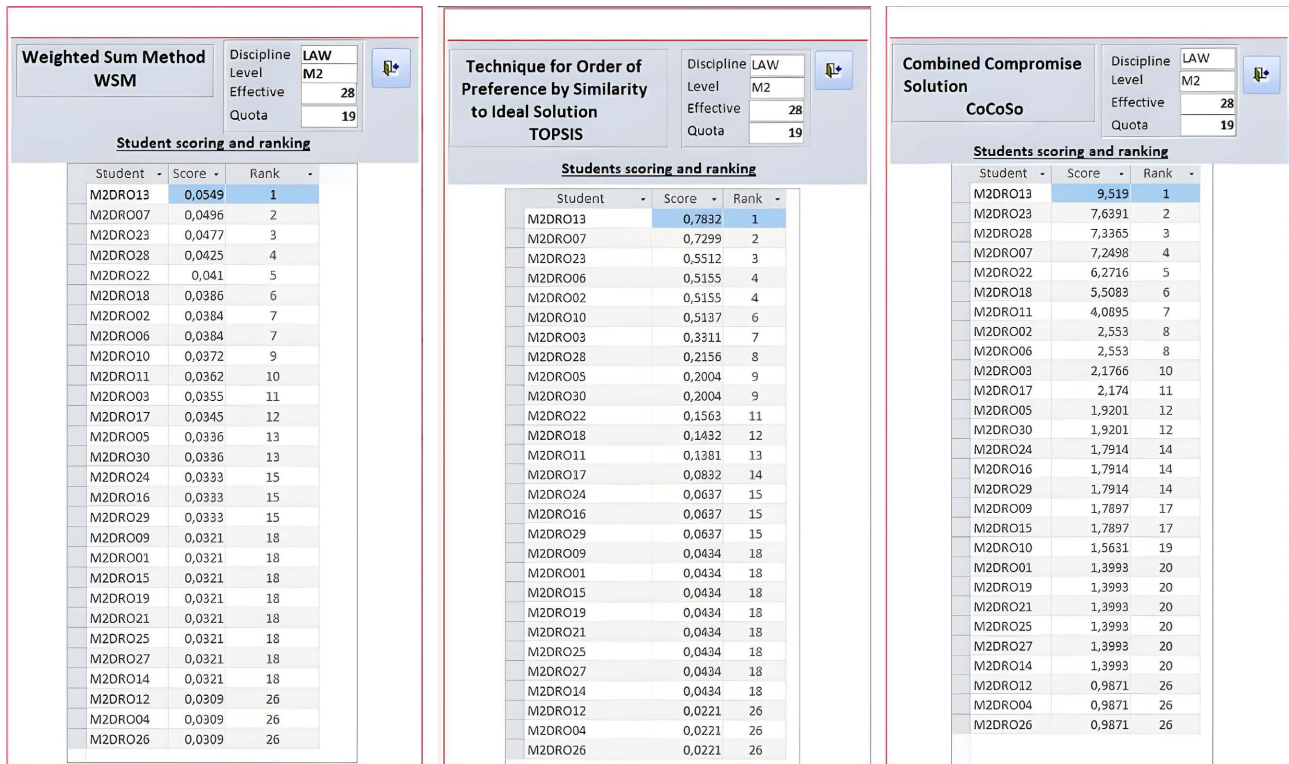 Weighted Sum Method
WSM
Discipline LAW
Level M2
Effective 28
Quota 19
Student scoring and ranking
Student Score Rank
M2DRO13 0,0549 1
M2DRO07 0,0496 2
M2DRO23 0,0477 3
M2DRO28 0,0425 4
M2DRO22 0,041 5
M2DRO18 0,0386 6
M2DRO02 0,0384 7
M2DRO06 0,0384 7
M2DRO10 0,0372 9
M2DRO11 0,0362 10
M2DRO03 0,0355 11
M2DRO17 0,0345 12
M2DRO05 0,0336 13
M2DRO30 0,0336 13
M2DRO24 0,0333 15
M2DRO16 0,0333 15
M2DRO29 0,0333 15
M2DRO09 0,0321 18
M2DRO01 0,0321 18
M2DRO15 0,0321 18
M2DRO19 0,0321 18
M2DRO21 0,0321 18
M2DRO25 0,0321 18
M2DRO27 0,0321 18
M2DRO14 0,0321 18
M2DRO12 0,0309 26
M2DRO04 0,0309 26
M2DRO26 0,0309 26
Technique for Order of
Preference by Similarity
to Ideal Solution
TOPSIS
Discipline LAW
Level M2
Effective 28
Quota 19
Students scoring and ranking
Student Score Rank
M2DRO13 0,7832 1
M2DRO07 0,7299 2
M2DRO23 0,5512 3
M2DRO06 0,5155 4
M2DRO02 0,5155 4
M2DRO10 0,5137 6
M2DRO03 0,3311 7
M2DRO28 0,2156 8
M2DRO05 0,2004 9
M2DRO30 0,2004 9
M2DRO22 0,1563 11
M2DRO18 0,1432 12
M2DRO11 0,1381 13
M2DRO17 0,0832 14
M2DRO24 0,0637 15
M2DRO16 0,0637 15
M2DRO29 0,0637 15
M2DRO09 0,0434 18
M2DRO01 0,0434 18
M2DRO15 0,0434 18
M2DRO19 0,0434 18
M2DRO21 0,0434 18
M2DRO25 0,0434 18
M2DRO27 0,0434 18
M2DRO14 0,0434 18
M2DRO12 0,0221 26
M2DRO04 0,0221 26
M2DRO26 0,0221 26
Combined Compromise
Solution
CoCoSo
Discipline LAW
Level M2
Effective 28
Quota 19
Students scoring and ranking
Student Score Rank
M2DRO13 9,519 1
M2DRO23 7,6391 2
M2DRO28 7,3365 3
M2DRO07 7,2498 4
M2DRO22 6,2716 5
M2DRO18 5,5083 6
M2DRO11 4,0895 7
M2DRO02 2,553 8
M2DRO06 2,553 8
M2DRO03 2,1766 10
M2DRO17 2,174 11
M2DRO05 1,9201 12
M2DRO30 1,9201 12
M2DRO24 1,7914 14
M2DRO16 1,7914 14
M2DRO29 1,7914 14
M2DRO09 1,7897 17
M2DRO15 1,7897 17
M2DRO10 1,5631 19
M2DRO01 1,3993 20
M2DRO19 1,3993 20
M2DRO21 1,3993 20
M2DRO25 1,3993 20
M2DRO27 1,3993 20
M2DRO14 1,3993 20
M2DRO12 0,9871 26
M2DRO04 0,9871 26
M2DRO26 0,9871 26